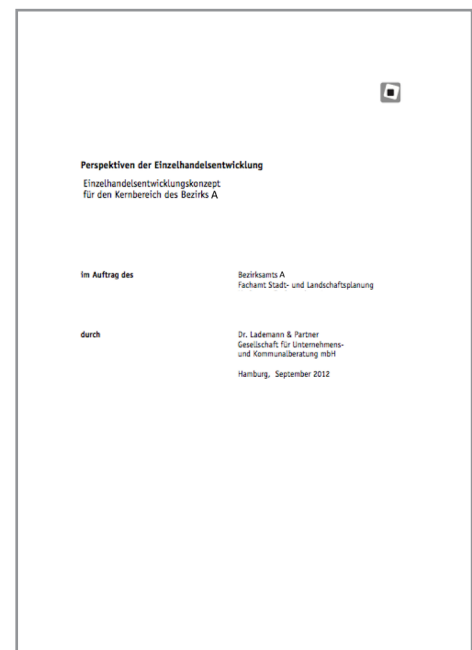 Perspektiven der Einzelhandelsentwicklung
Einzelhandelsentwicklungskonzept
für den Kernbereich des Bezirks A
im Auftrag des
Bezirksamts A
Fachamt Stadt- und Landschaftsplanung
durch
Dr. Lademann & Partner
Gesellschaft für Unternehmens-
und Kommunalberatung mbH
Hamburg, September 2012